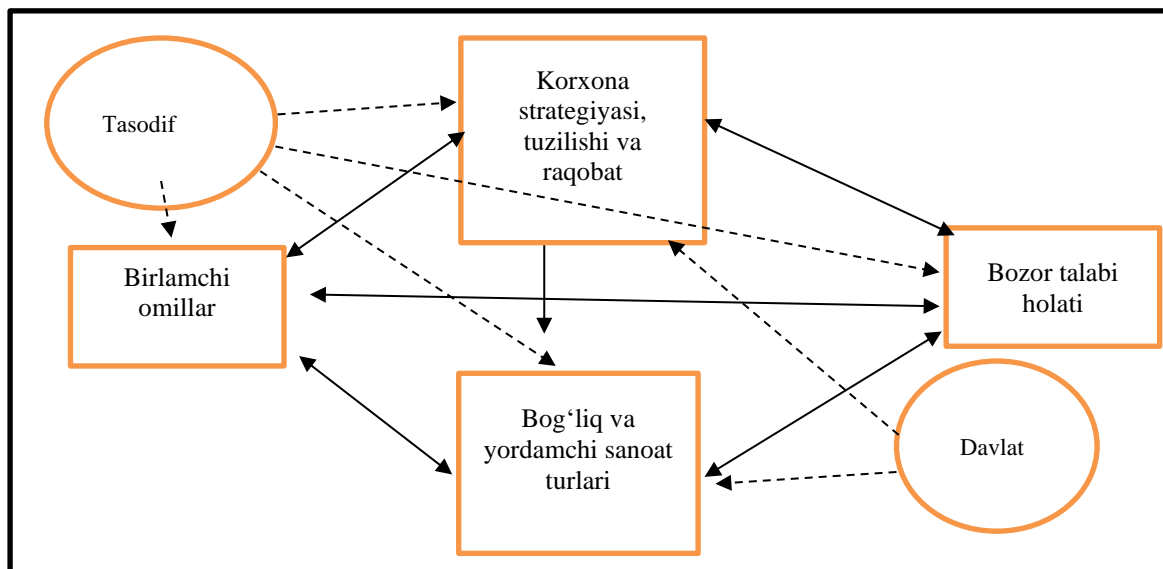 Tasodif
Korxona
strategiyasi,
tuzilishi va
raqobat
Birlamchi
omillar
Bozor talabi
holati
Bog‘liq va
yordamchi sanoat
turlari
Davlat